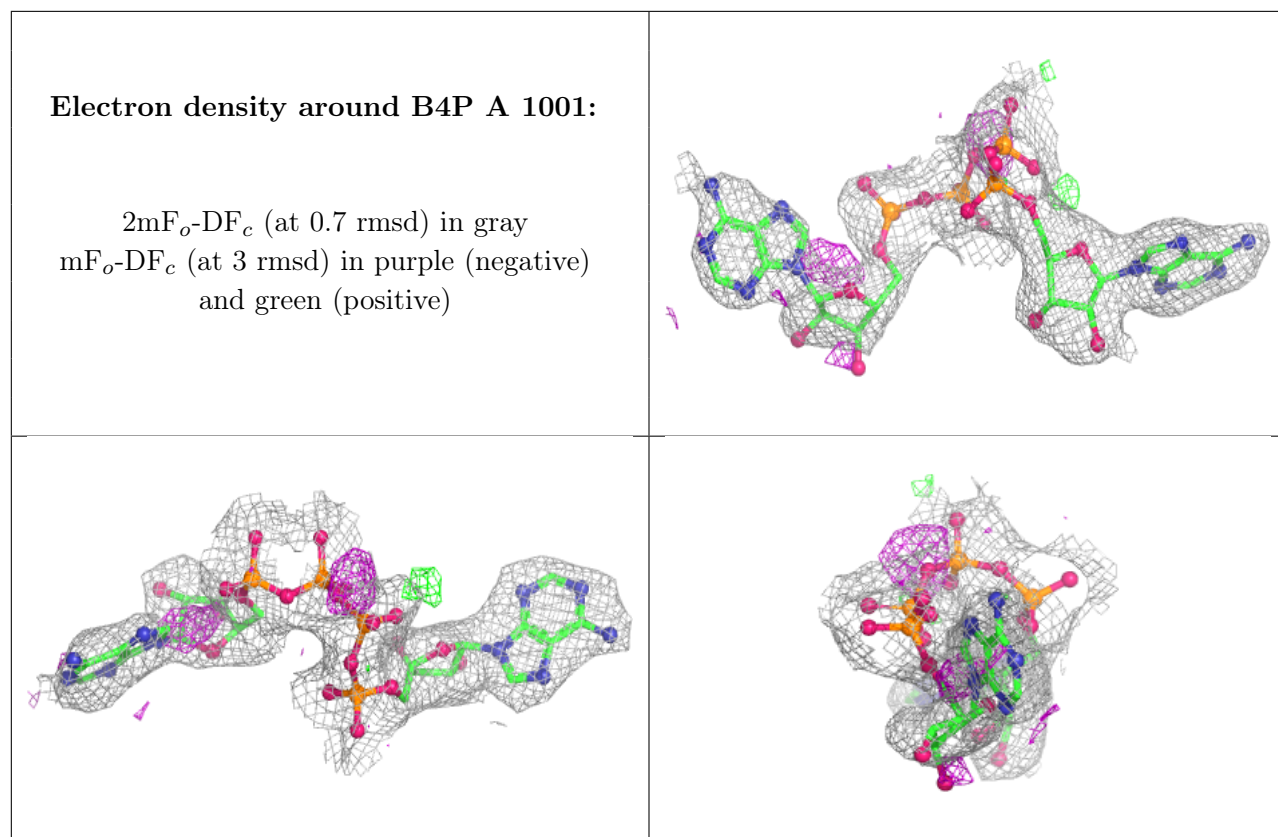 Electron density around B4P A 1001:
2mFₒ-DF𝒸 (at 0.7 rmsd) in gray
mFₒ-DF𝒸 (at 3 rmsd) in purple (negative)
and green (positive)